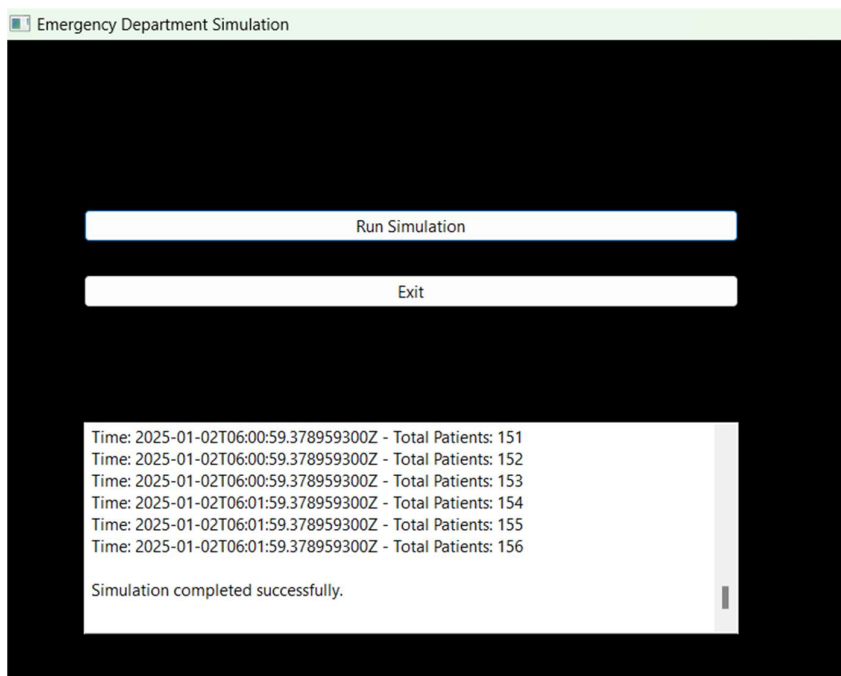 Emergency Department Simulation
Run Simulation
Exit
Time: 2025-01-02T06:00:59.378959300Z - Total Patients: 151
Time: 2025-01-02T06:00:59.378959300Z - Total Patients: 152
Time: 2025-01-02T06:00:59.378959300Z - Total Patients: 153
Time: 2025-01-02T06:01:59.378959300Z - Total Patients: 154
Time: 2025-01-02T06:01:59.378959300Z - Total Patients: 155
Time: 2025-01-02T06:01:59.378959300Z - Total Patients: 156
Simulation completed successfully.